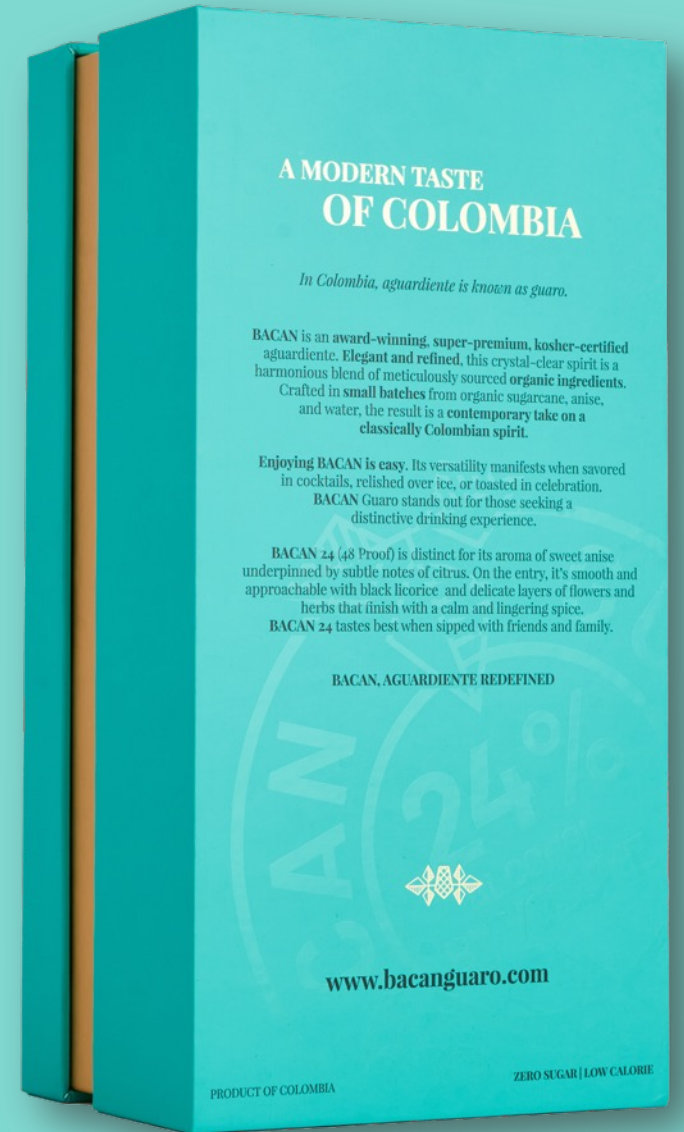 A MODERN TASTE
OF COLOMBIA
In Colombia, aguardiente is known as guaro.
BACAN is an award-winning, super-premium, kosher-certified
aguardiente. Elegant and refined, this crystal-clear spirit is a
harmonious blend of meticulously sourced organic ingredients.
Crafted in small batches from organic sugarcane, anise,
and water, the result is a contemporary take on a
classically Colombian spirit.
Enjoying BACAN is easy. Its versatility manifests when savored
in cocktails, relished over ice, or toasted in celebration.
BACAN Guaro stands out for those seeking a
distinctive drinking experience.
BACAN 24 (48 Proof) is distinct for its aroma of sweet anise
underpinned by subtle notes of citrus. On the entry, it's smooth and
approachable with black licorice and delicate layers of flowers and
herbs that finish with a calm and lingering spice.
BACAN 24 tastes best when sipped with friends and family.
BACAN, AGUARDIENTE REDEFINED
24%
www.bacanguaro.com
PRODUCT OF COLOMBIA
ZERO SUGAR | LOW CALORIE